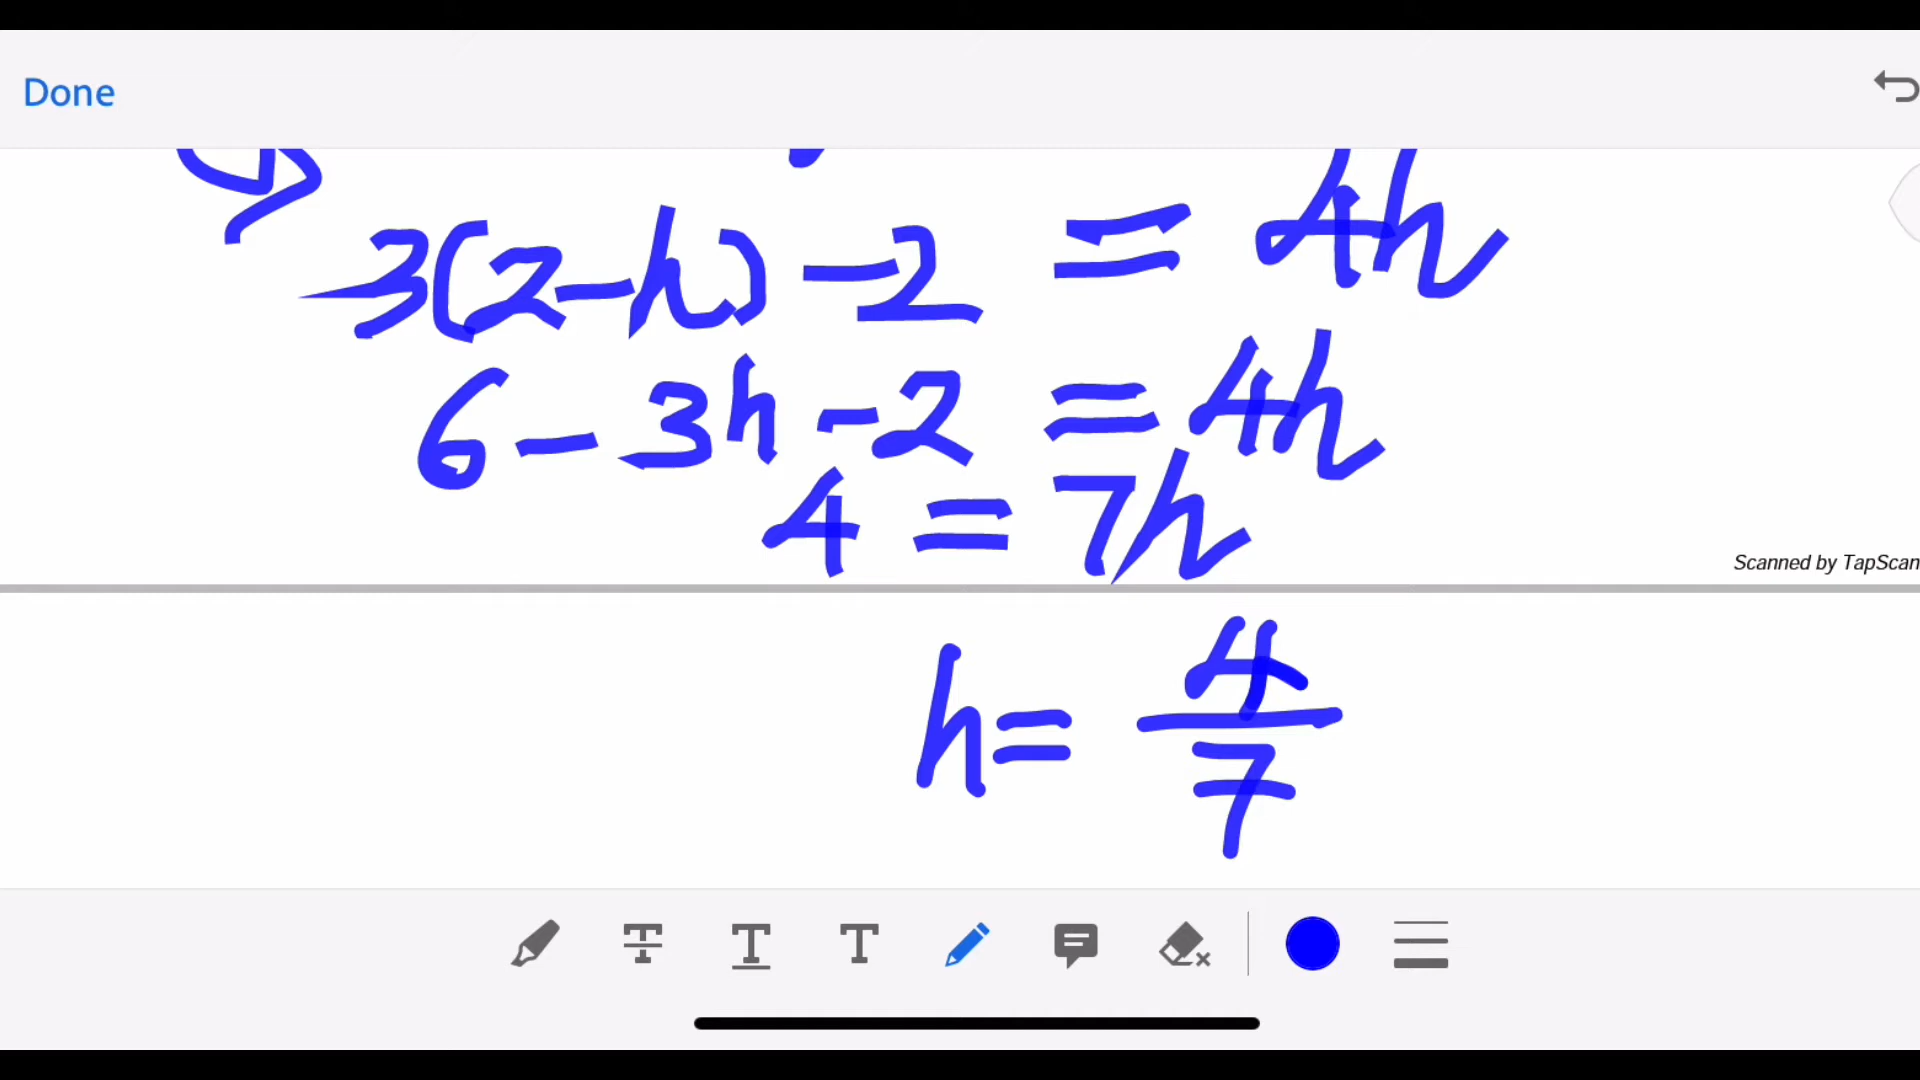 Done
3(2-h) -2 = 4h
6 - 3h -2 = 4h
4 = 7h
Scanned by TapScan
h= 4/7